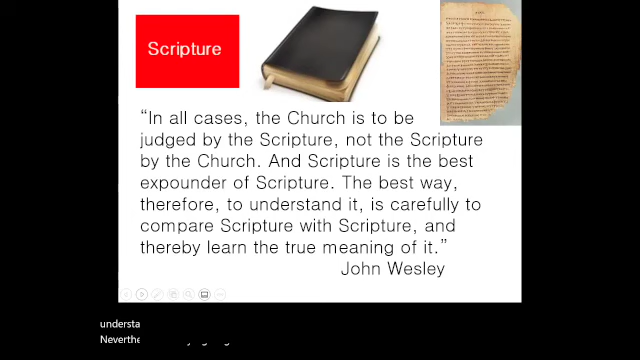 Scripture
“In all cases, the Church is to be
judged by the Scripture, not the Scripture
by the Church. And Scripture is the best
expounder of Scripture. The best way,
therefore, to understand it, is carefully to
compare Scripture with Scripture, and
thereby learn the true meaning of it.”
John Wesley
understa
Neverthe